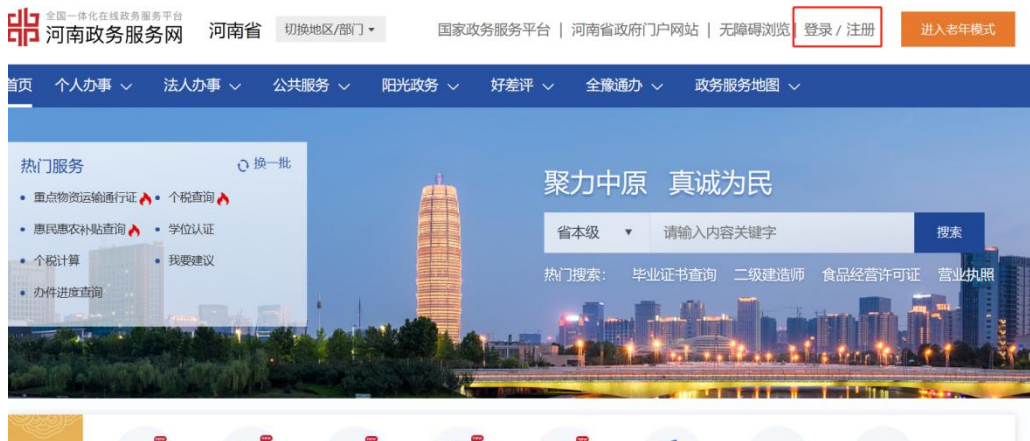 全国一体化在线政务服务平台
河南政务服务网 河南省 切换地区/部门 国家政务服务平台 | 河南省政府门户网站 | 无障碍浏览 | 登录 / 注册 进入老年模式
首页 个人办事 法人办事 公共服务 阳光政务 好差评 全豫通办 政务服务地图
热门服务 换一批
重点物资运输通行证 个税查询
惠民惠农补贴查询 学位认证
个税计算 我要建议
办件进度查询
聚力中原 真诚为民
省本级 请输入内容关键字 搜索
热门搜索： 毕业证书查询 二级建造师 食品经营许可证 营业执照
new new new new new